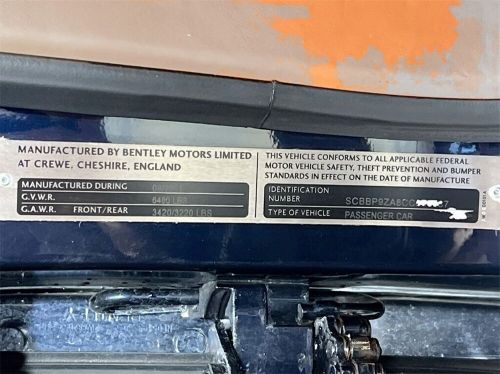 MANUFACTURED BY BENTLEY MOTORS LIMITED
AT CREWE, CHESHIRE, ENGLAND
MANUFACTURED DURING
G.V.W.R. LBS
G.A.W.R. FRONT/REAR 3420/3220 LBS
THIS VEHICLE CONFORMS TO ALL APPLICABLE FEDERAL
MOTOR VEHICLE SAFETY, THEFT PREVENTION AND BUMPER
STANDARDS IN EFFECT ON THE DATE OF MANUFACTURE
IDENTIFICATION
NUMBER
TYPE OF VEHICLE PASSENGER CAR